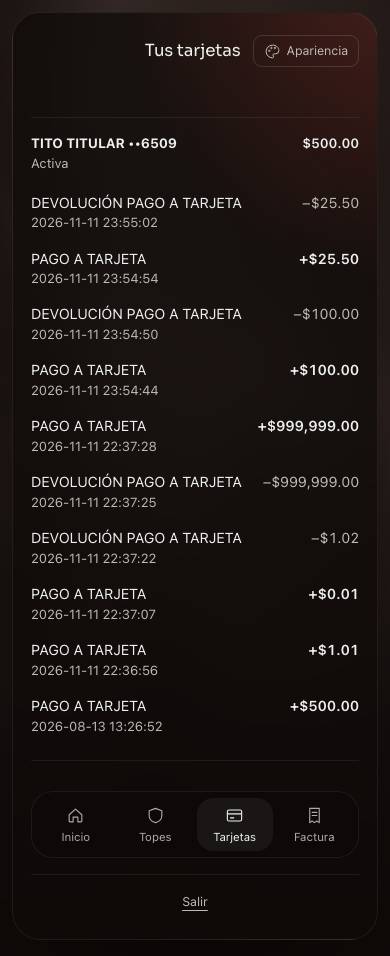 Tus tarjetas
Apariencia
TITO TITULAR ••6509 $500.00
Activa
DEVOLUCIÓN PAGO A TARJETA −$25.50
2026-11-11 23:55:02
PAGO A TARJETA +$25.50
2026-11-11 23:54:54
DEVOLUCIÓN PAGO A TARJETA −$100.00
2026-11-11 23:54:50
PAGO A TARJETA +$100.00
2026-11-11 23:54:44
PAGO A TARJETA +$999,999.00
2026-11-11 22:37:28
DEVOLUCIÓN PAGO A TARJETA −$999,999.00
2026-11-11 22:37:25
DEVOLUCIÓN PAGO A TARJETA −$1.02
2026-11-11 22:37:22
PAGO A TARJETA +$0.01
2026-11-11 22:37:07
PAGO A TARJETA +$1.01
2026-11-11 22:36:56
PAGO A TARJETA +$500.00
2026-08-13 13:26:52
Inicio Topes Tarjetas Factura
Salir